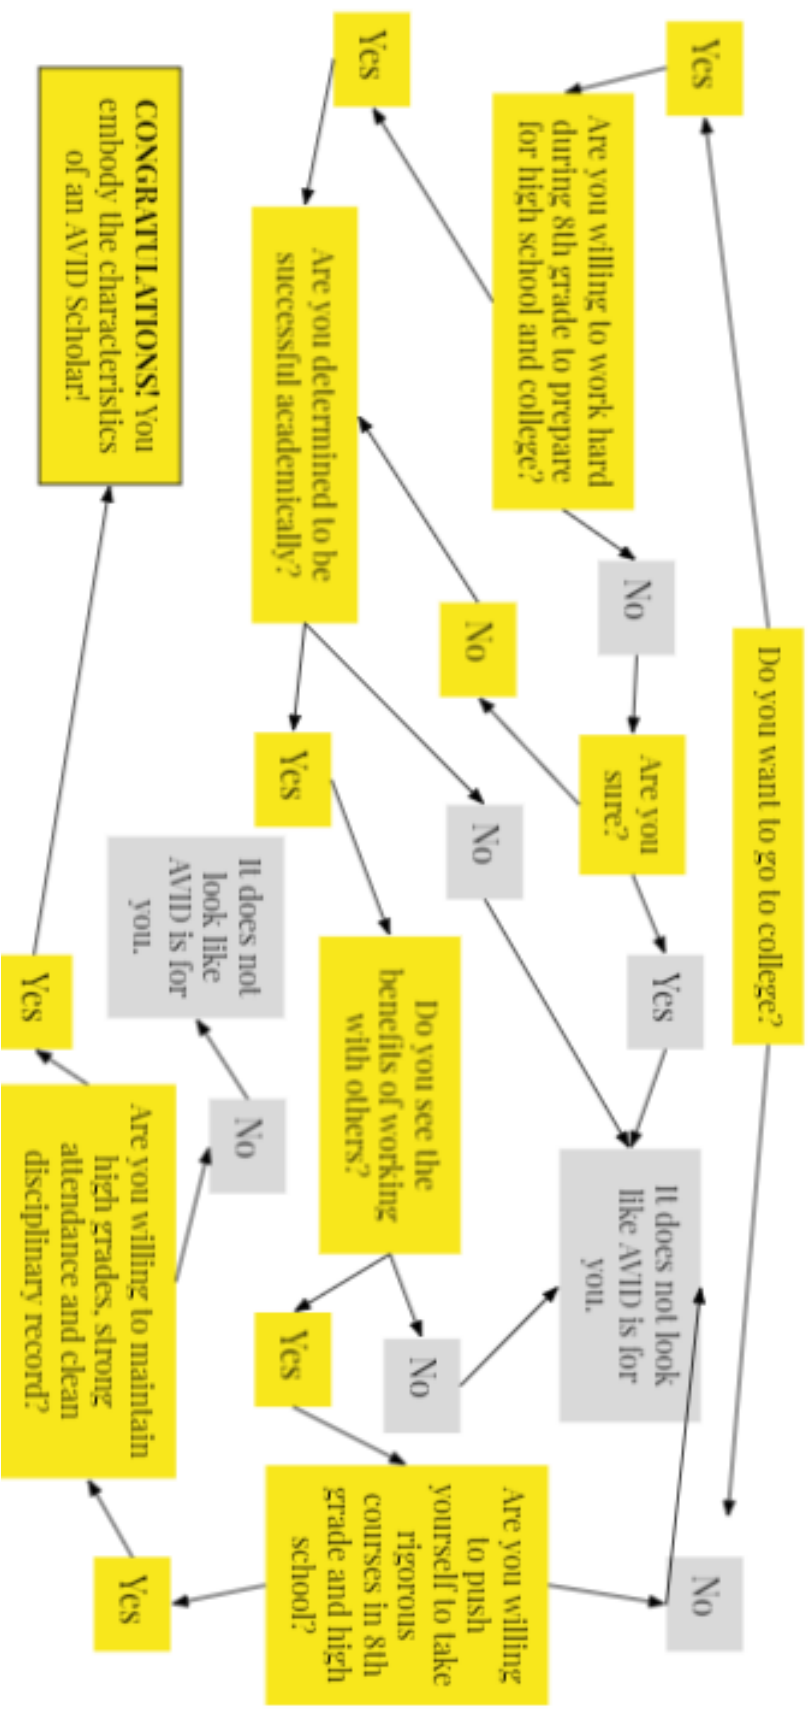 Do you want to go to college?
Yes
No
Are you willing to work hard
during 8th grade to prepare
for high school and college?
No
Are you
sure?
Yes
It does not look
like AVID is for
you.
Yes
No
No
Are you determined to be
successful academically?
Yes
Do you see the
benefits of working
with others?
No
Yes
Are you willing
to push
yourself to take
rigorous
courses in 8th
grade and high
school?
CONGRATULATIONS! You
embody the characteristics
of an AVID Scholar!
It does not
look like
AVID is for
you.
No
Yes
Are you willing to maintain
high grades, strong
attendance and clean
disciplinary record?
Yes